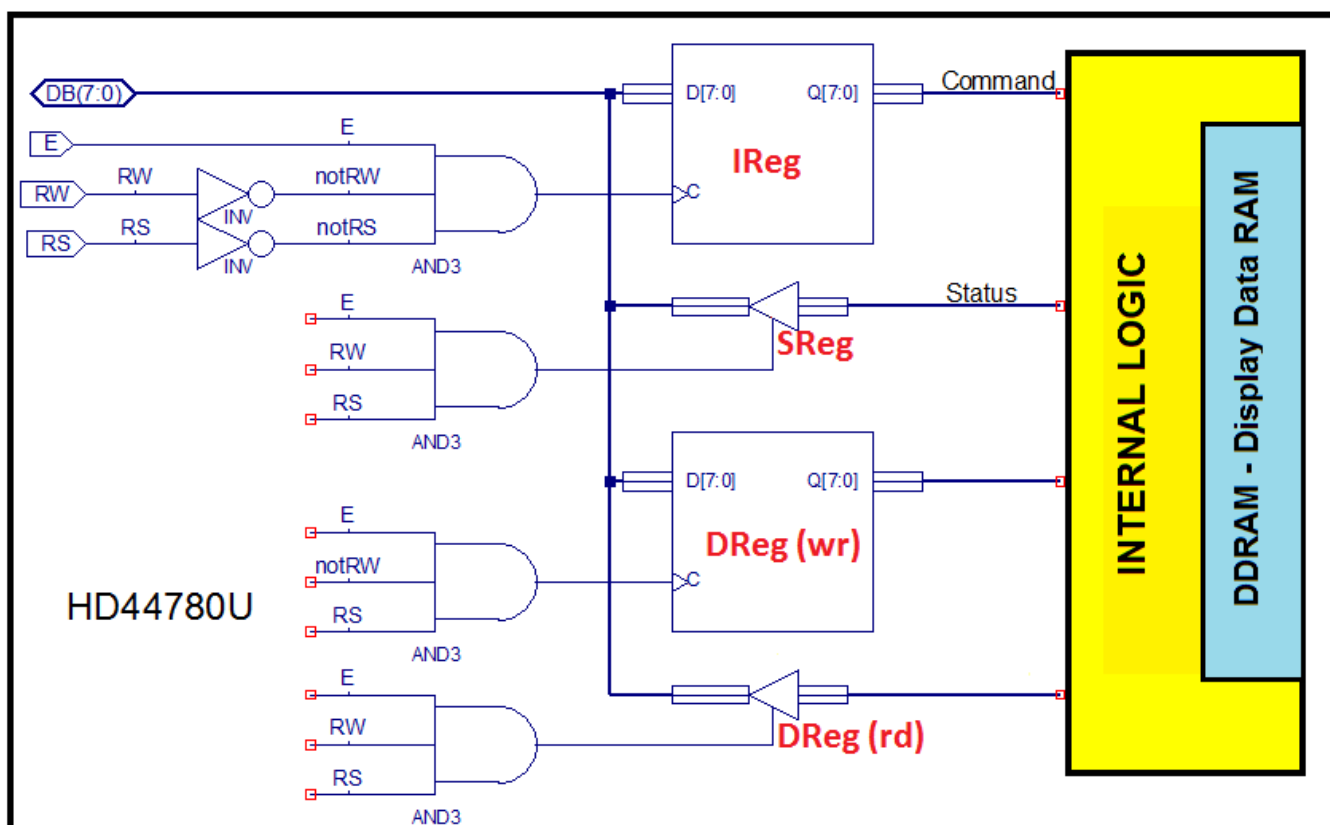 DB(7:0)
D[7:0]
Q[7:0]
Command
E
E
IReg
RW
RW
notRW
C
INV
RS
RS
notRS
INV
AND3
E
Status
RW
SReg
RS
AND3
D[7:0]
Q[7:0]
E
DReg (wr)
notRW
C
HD44780U
RS
AND3
E
RW
DReg (rd)
RS
AND3
INTERNAL LOGIC
DDRAM - Display Data RAM